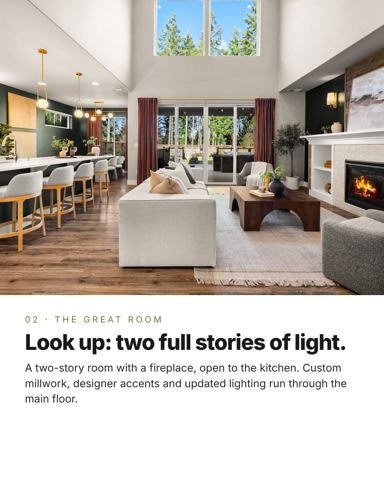 02 · THE GREAT ROOM
Look up: two full stories of light.
A two-story room with a fireplace, open to the kitchen. Custom
millwork, designer accents and updated lighting run through the
main floor.